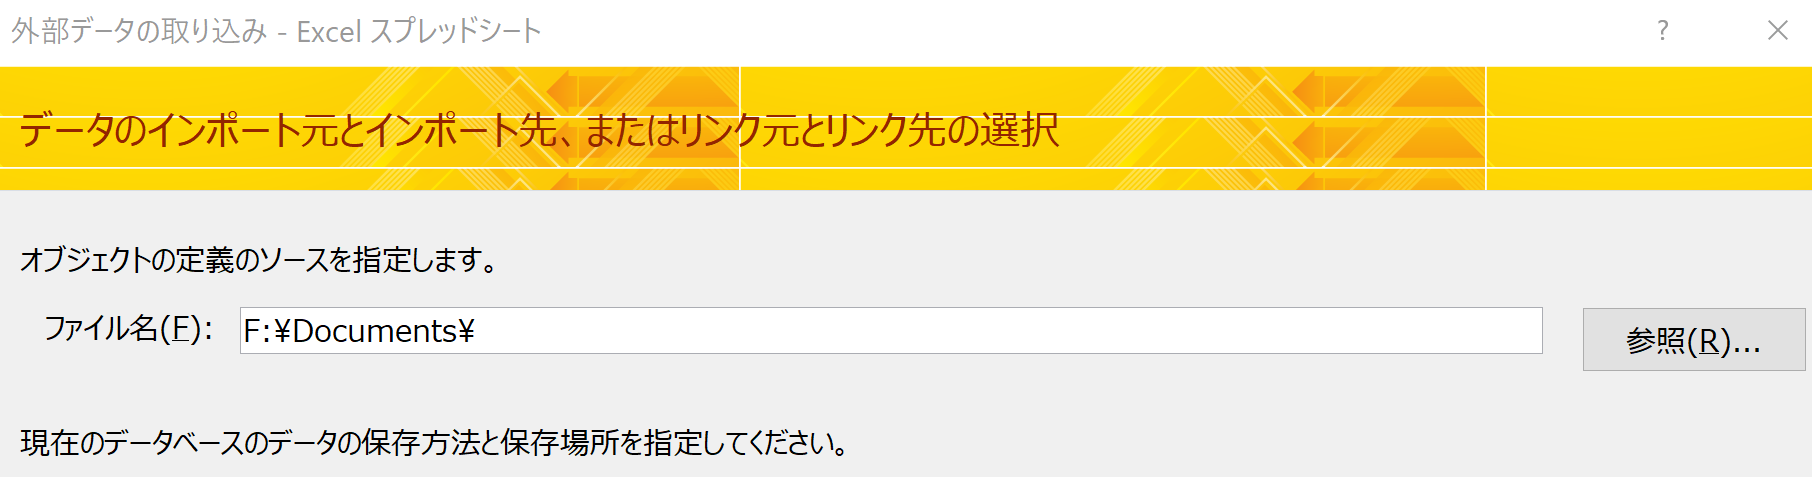 外部データの取り込み - Excel スプレッドシート ? ×
データのインポート元とインポート先、またはリンク元とリンク先の選択
オブジェクトの定義のソースを指定します。
ファイル名(F): F:¥Documents¥ 参照(R)...
現在のデータベースのデータの保存方法と保存場所を指定してください。